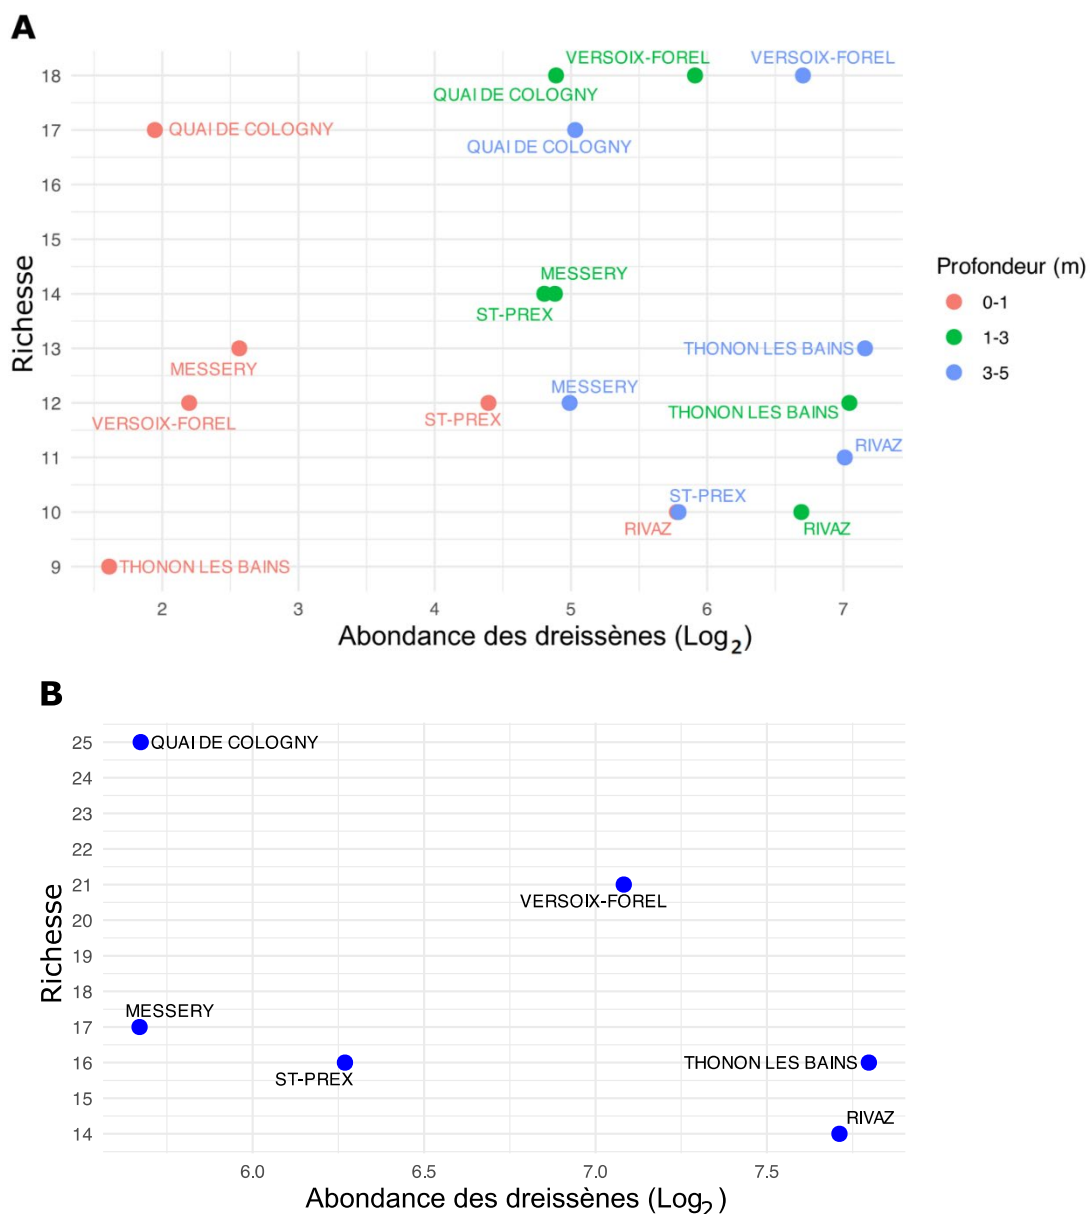 A
VERSOIX-FOREL
VERSOIX-FOREL
18
QUAI DE COLOGNY
17
QUAI DE COLOGNY
QUAI DE COLOGNY
16
15
Richesse
Profondeur (m)
MESSERY
14
0-1
ST-PREX
1-3
13
THONON LES BAINS
MESSERY
3-5
MESSERY
12
THONON LES BAINS
VERSOIX-FOREL
ST-PREX
RIVAZ
11
ST-PREX
10
RIVAZ
RIVAZ
9
THONON LES BAINS
2 3 4 5 6 7
Abondance des dreissènes (Log2)
B
25
QUAI DE COLOGNY
24
23
22
21
VERSOIX-FOREL
20
Richesse
19
18
MESSERY
17
16
THONON LES BAINS
ST-PREX
15
RIVAZ
14
6.0 6.5 7.0 7.5
Abondance des dreissènes (Log2)